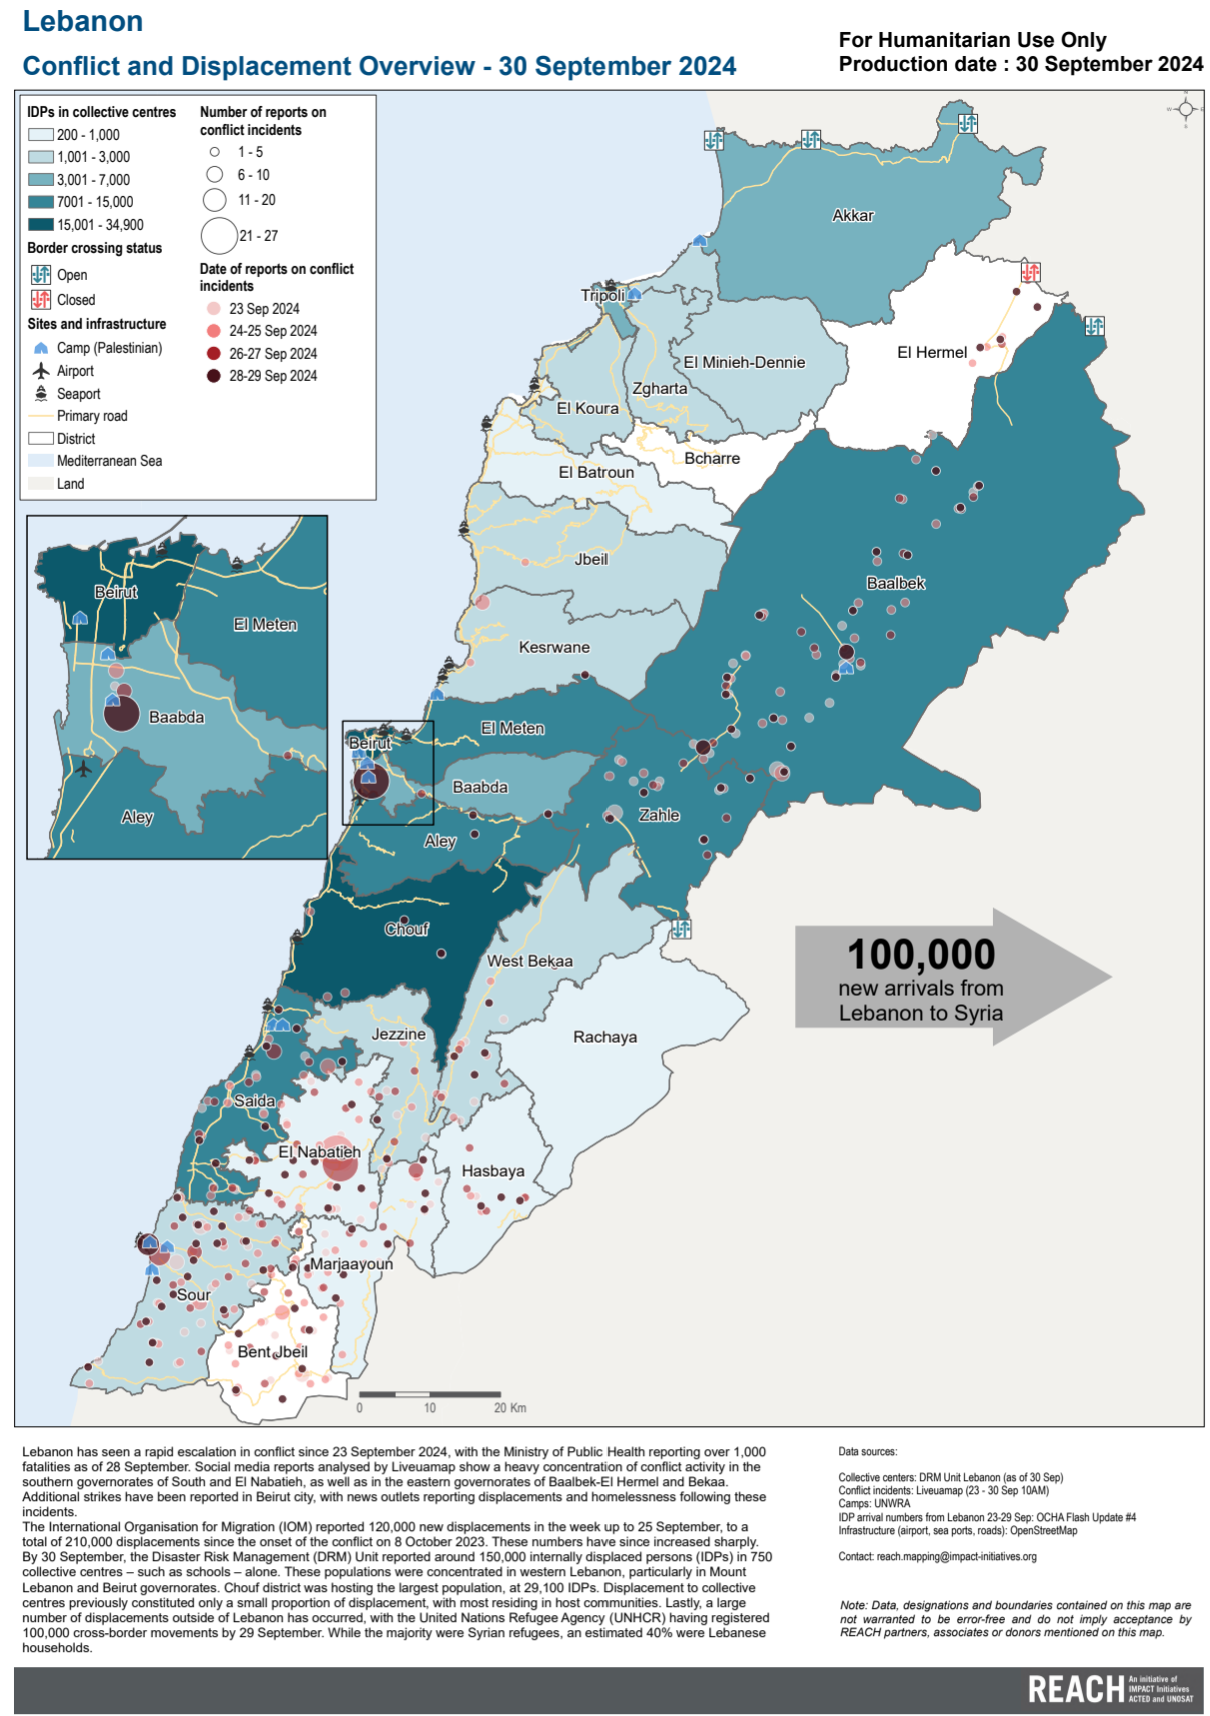 Lebanon
Conflict and Displacement Overview - 30 September 2024
For Humanitarian Use Only
Production date : 30 September 2024
IDPs in collective centres
200 - 1,000
1,001 - 3,000
3,001 - 7,000
7001 - 15,000
15,001 - 34,900
Border crossing status
Open
Closed
Sites and infrastructure
Camp (Palestinian)
Airport
Seaport
Primary road
District
Mediterranean Sea
Land
Number of reports on
conflict incidents
1 - 5
6 - 10
11 - 20
21 - 27
Date of reports on conflict
incidents
23 Sep 2024
24-25 Sep 2024
26-27 Sep 2024
28-29 Sep 2024
Akkar
Tripoli
El Hermel
El Minieh-Dennie
Zgharta
El Koura
Bcharre
El Batroun
Jbeil
Baalbek
Kesrwane
El Meten
Beirut
Baabda
Zahle
Aley
Chouf
West Bekaa
Jezzine
Rachaya
Saida
El Nabatieh
Hasbaya
Marjaayoun
Sour
Bent Jbeil
Beirut
El Meten
Baabda
Aley
100,000
new arrivals from
Lebanon to Syria
0 10 20 Km
Lebanon has seen a rapid escalation in conflict since 23 September 2024, with the Ministry of Public Health reporting over 1,000
fatalities as of 28 September. Social media reports analysed by Liveuamap show a heavy concentration of conflict activity in the
southern governorates of South and El Nabatieh, as well as in the eastern governorates of Baalbek-El Hermel and Bekaa.
Additional strikes have been reported in Beirut city, with news outlets reporting displacements and homelessness following these
incidents.
The International Organisation for Migration (IOM) reported 120,000 new displacements in the week up to 25 September, to a
total of 210,000 displacements since the onset of the conflict on 8 October 2023. These numbers have since increased sharply.
By 30 September, the Disaster Risk Management (DRM) Unit reported around 150,000 internally displaced persons (IDPs) in 750
collective centres – such as schools – alone. These populations were concentrated in western Lebanon, particularly in Mount
Lebanon and Beirut governorates. Chouf district was hosting the largest population, at 29,100 IDPs. Displacement to collective
centres previously constituted only a small proportion of displacement, with most residing in host communities. Lastly, a large
number of displacements outside of Lebanon has occurred, with the United Nations Refugee Agency (UNHCR) having registered
100,000 cross-border movements by 29 September. While the majority were Syrian refugees, an estimated 40% were Lebanese
households.
Data sources:
Collective centers: DRM Unit Lebanon (as of 30 Sep)
Conflict incidents: Liveuamap (23 - 30 Sep 10AM)
Camps: UNWRA
IDP arrival numbers from Lebanon 23-29 Sep: OCHA Flash Update #4
Infrastructure (airport, sea ports, roads): OpenStreetMap
Contact: reach.mapping@impact-initiatives.org
Note: Data, designations and boundaries contained on this map are
not warranted to be error-free and do not imply acceptance by
REACH partners, associates or donors mentioned on this map.
REACH
An initiative of
IMPACT Initiatives
ACTED and UNOSAT